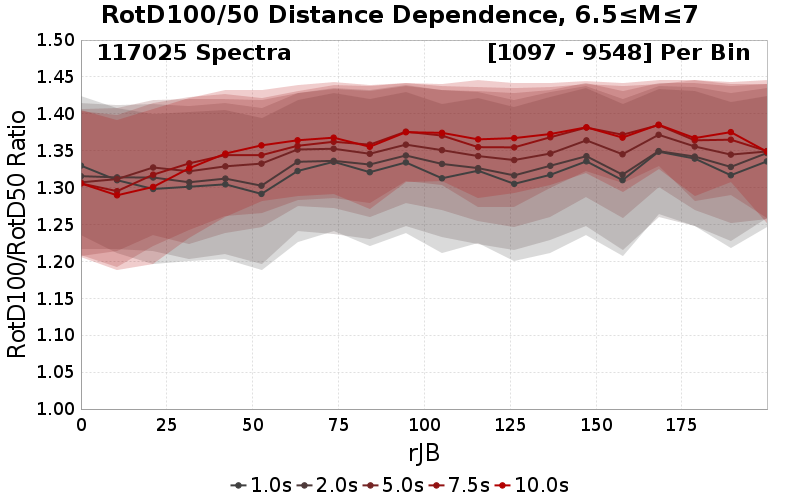 RotD100/50 Distance Dependence, 6.5≤M≤7
117025 Spectra [1097 - 9548] Per Bin
1.50
1.45
1.40
1.35
1.30
1.25
1.20
1.15
1.10
1.05
1.00
RotD100/RotD50 Ratio
0 25 50 75 100 125 150 175
rJB
1.0s 2.0s 5.0s 7.5s 10.0s